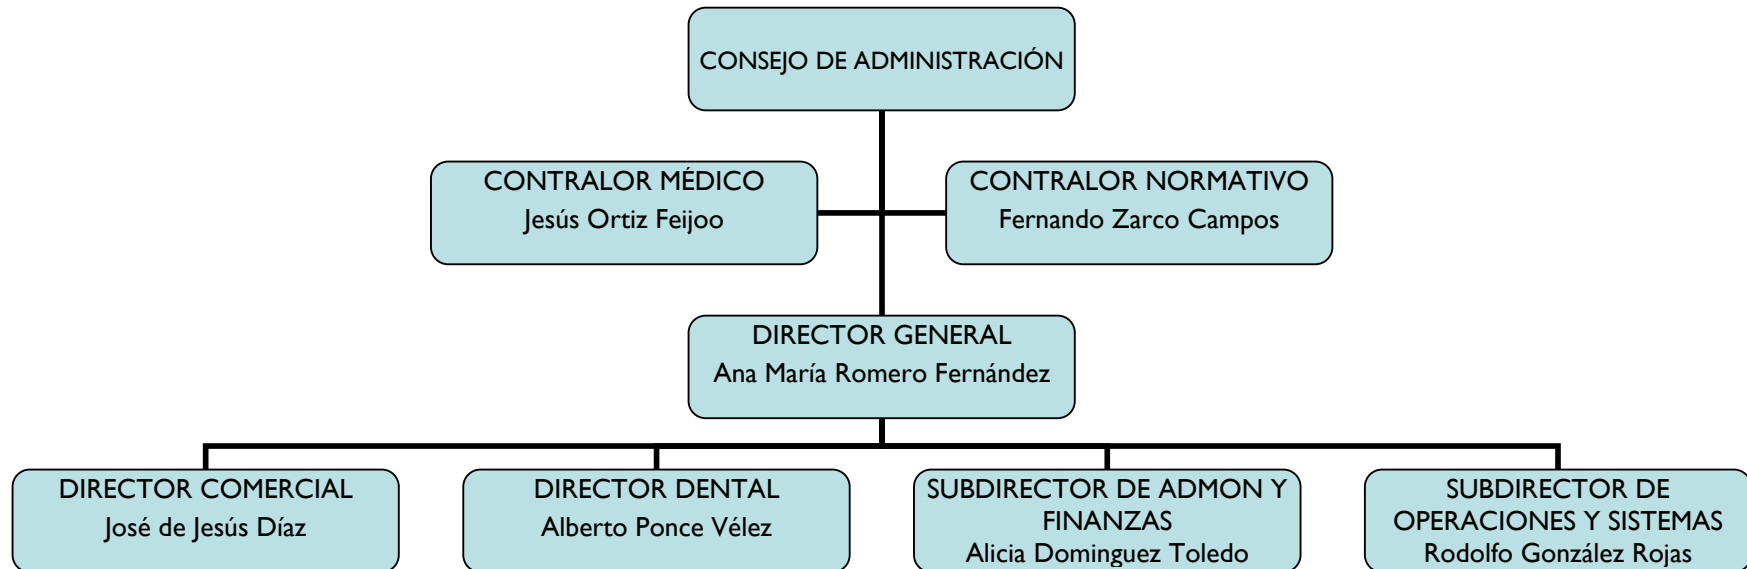 CONSEJO DE ADMINISTRACIÓN
CONTRALOR MÉDICO
Jesús Ortiz Feijoo
CONTRALOR NORMATIVO
Fernando Zarco Campos
DIRECTOR GENERAL
Ana María Romero Fernández
DIRECTOR COMERCIAL
José de Jesús Díaz
DIRECTOR DENTAL
Alberto Ponce Vélez
SUBDIRECTOR DE ADMON Y
FINANZAS
Alicia Dominguez Toledo
SUBDIRECTOR DE
OPERACIONES Y SISTEMAS
Rodolfo González Rojas